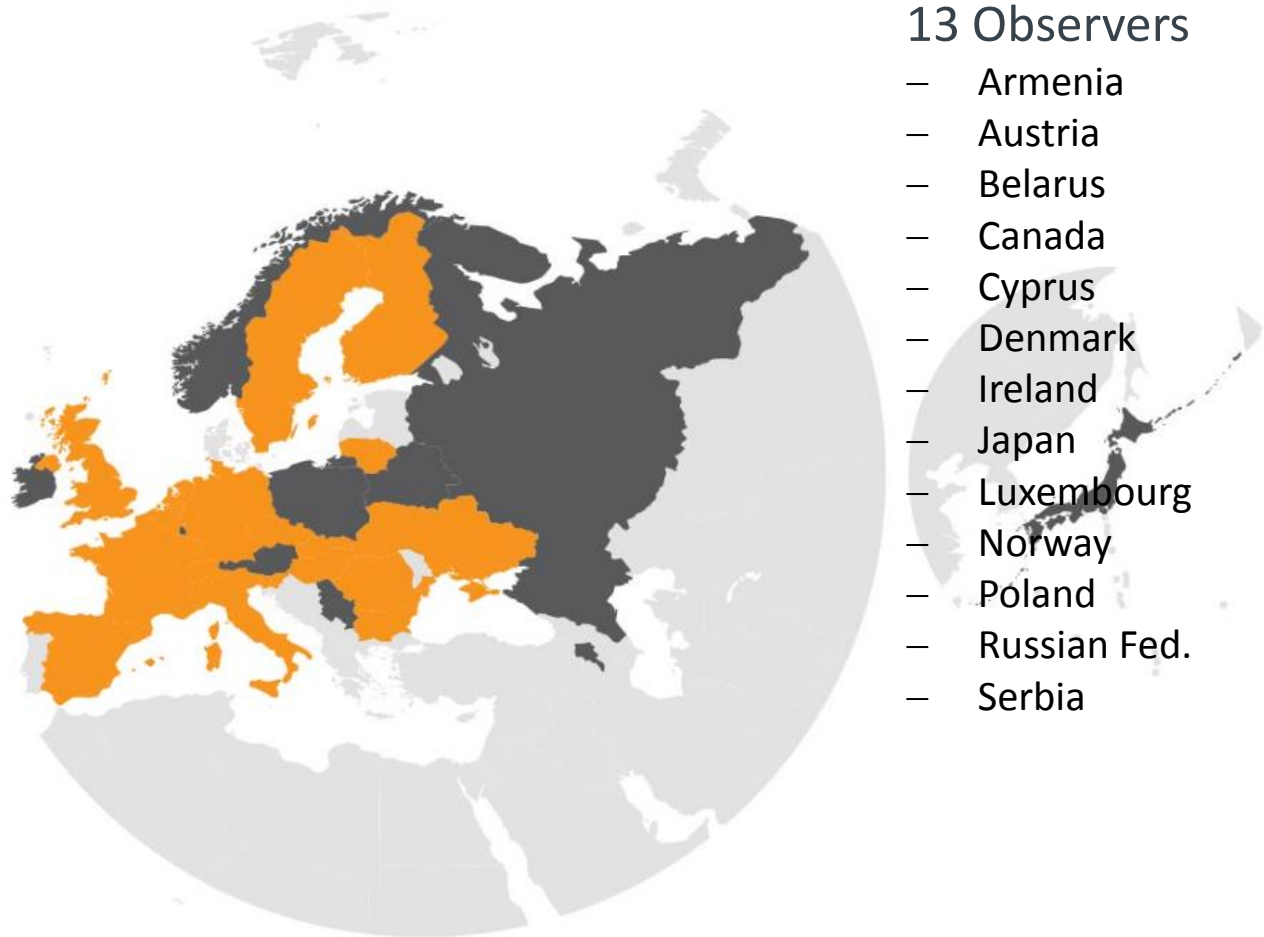 13 Observers
– Armenia
– Austria
– Belarus
– Canada
– Cyprus
– Denmark
– Ireland
– Japan
– Luxembourg
– Norway
– Poland
– Russian Fed.
– Serbia